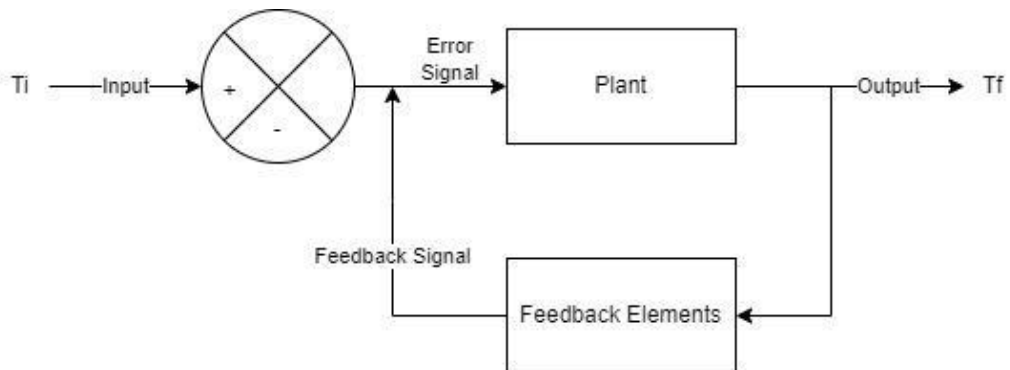 Error
Signal
Ti
Input
+
-
Plant
Output
Tf
Feedback Signal
Feedback Elements